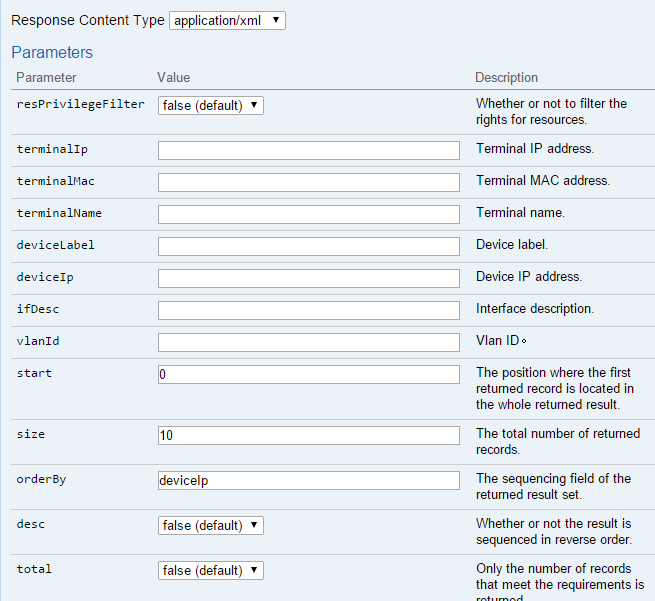 Response Content Type application/xml ▼
Parameters
Parameter Value Description
resPrivilegeFilter false (default) ▼ Whether or not to filter the
rights for resources.
terminalIp Terminal IP address.
terminalMac Terminal MAC address.
terminalName Terminal name.
deviceLabel Device label.
deviceIp Device IP address.
ifDesc Interface description.
vlanId Vlan ID。
start 0 The position where the first
returned record is located in
the whole returned result.
size 10 The total number of returned
records.
orderBy deviceIp The sequencing field of the
returned result set.
desc false (default) ▼ Whether or not the result is
sequenced in reverse order.
total false (default) ▼ Only the number of records
that meet the requirements is
returned